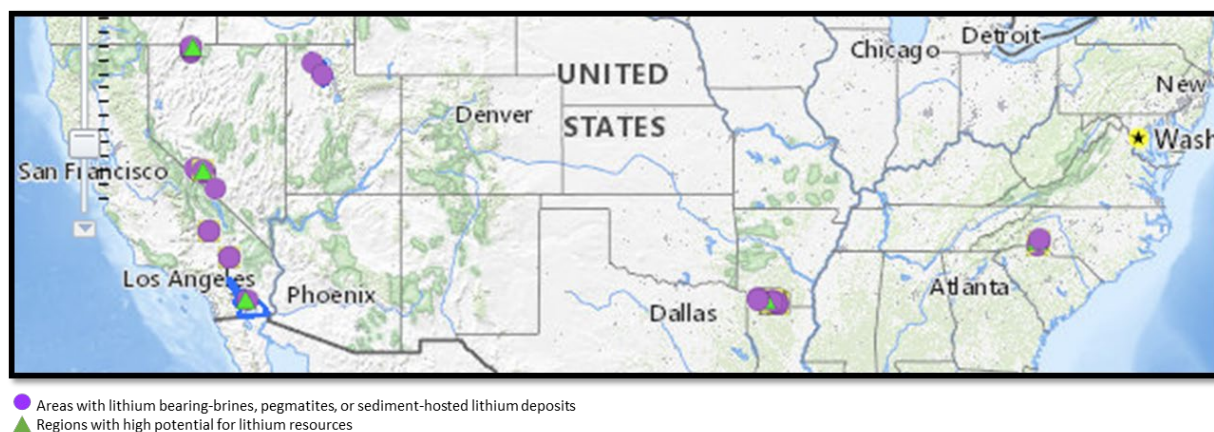 Chicago
Detroit
UNITED
New
Denver
STATES
Wash
San Francisco
Los Angeles
Phoenix
Atlanta
Dallas
Areas with lithium bearing-brines, pegmatites, or sediment-hosted lithium deposits
Regions with high potential for lithium resources